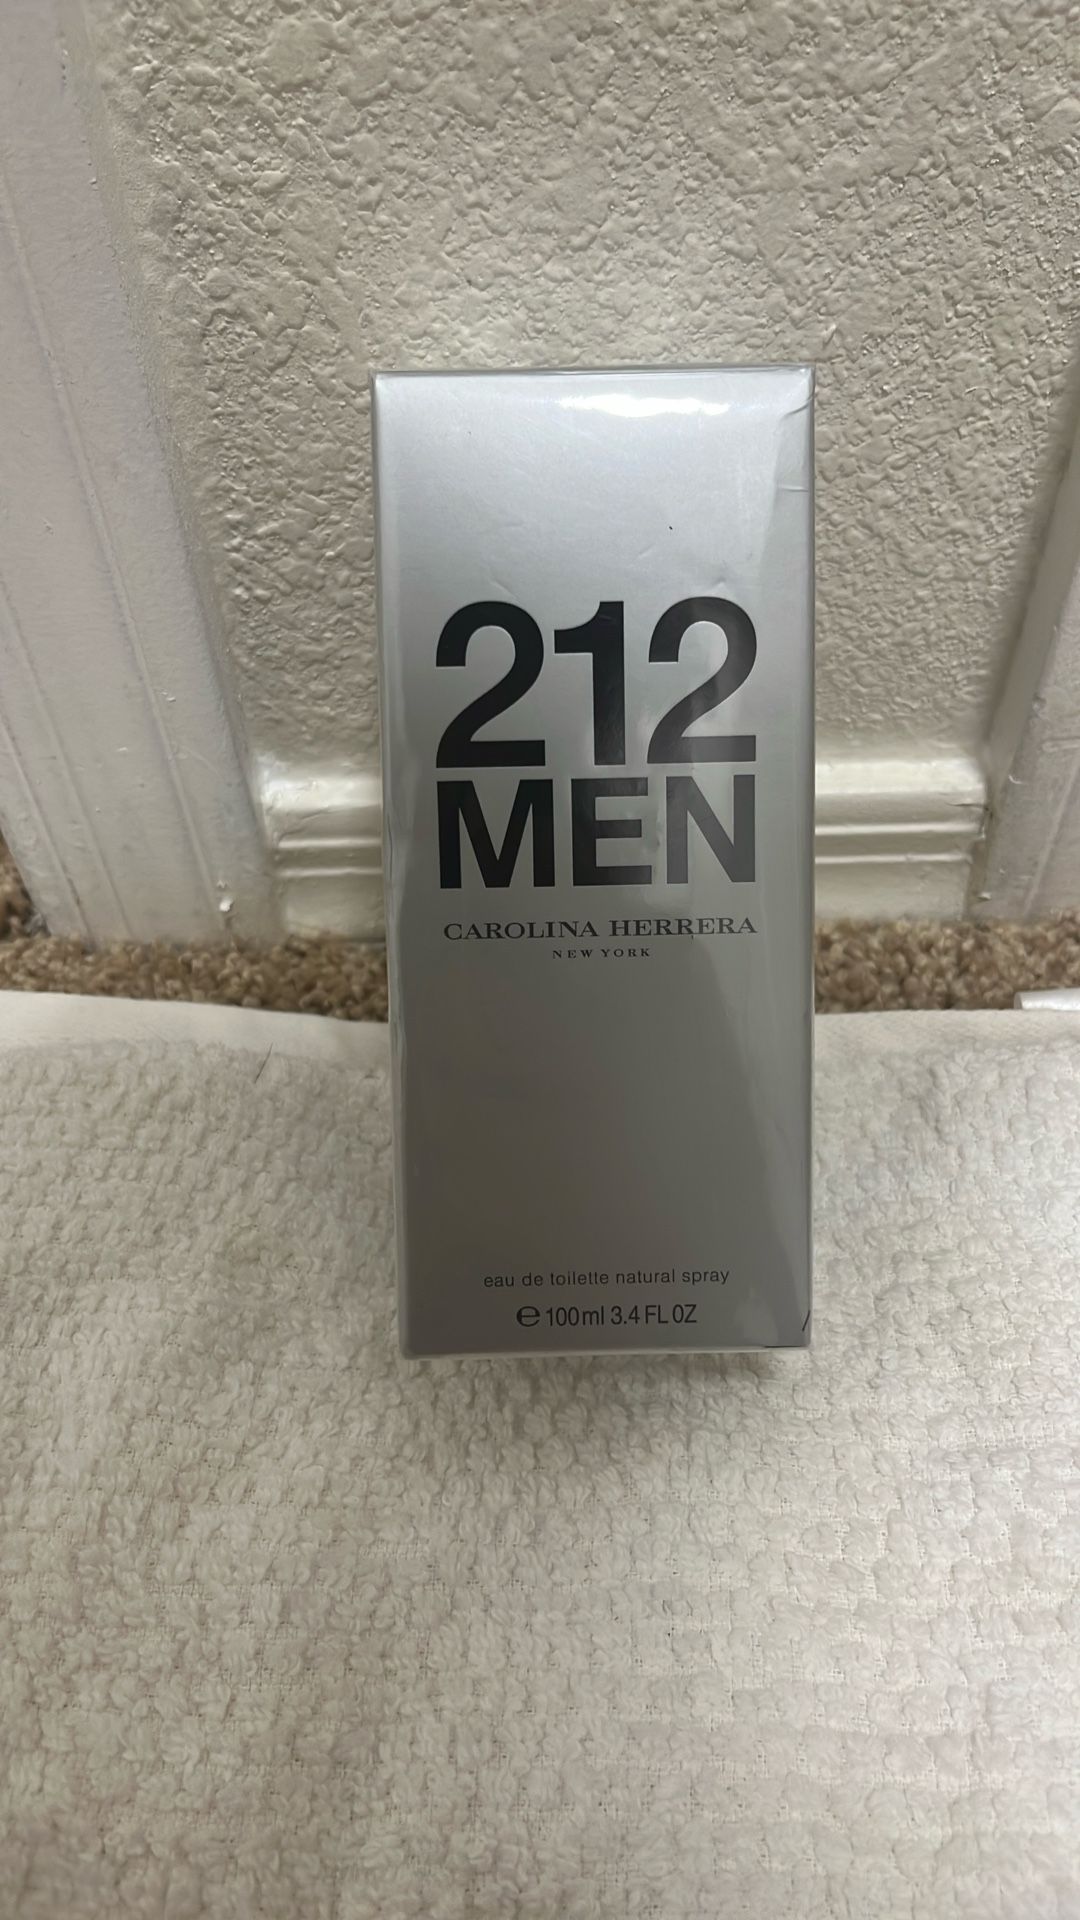 212
MEN
CAROLINA HERRERA
NEW YORK
eau de toilette natural spray
℮ 100ml 3.4 FL OZ